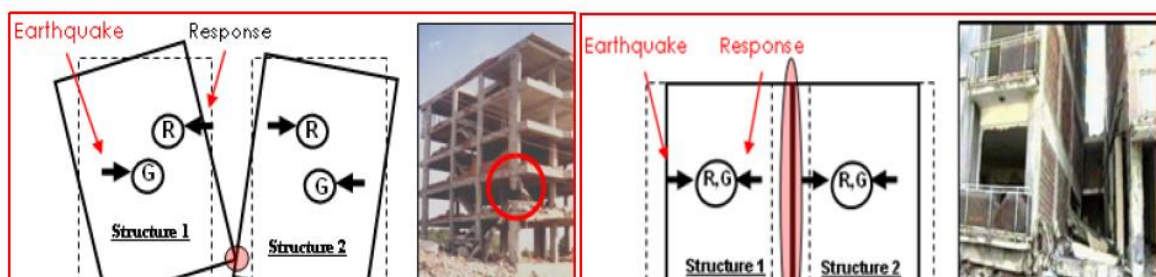 Earthquake Response
R R
G G
Structure 1 Structure 2
Earthquake Response
R,G R,G
Structure 1 Structure 2